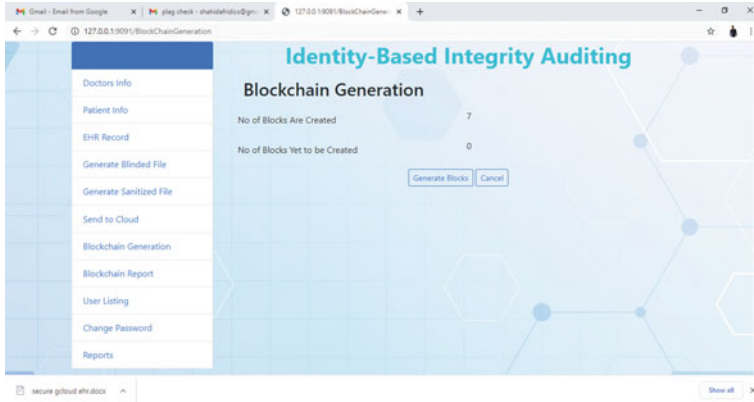 Gmail - Email from Google
plag check - shahidafridics@gm
127.0.0.1:9091/BlockChainGener
127.0.0.1:9091/BlockChainGeneration
Identity-Based Integrity Auditing
Doctors Info
Patient Info
EHR Record
Generate Blinded File
Generate Sanitized File
Send to Cloud
Blockchain Generation
Blockchain Report
User Listing
Change Password
Reports
Blockchain Generation
No of Blocks Are Created 7
No of Blocks Yet to be Created 0
Generate Blocks Cancel
secure gcloud ehr.docx
Show all